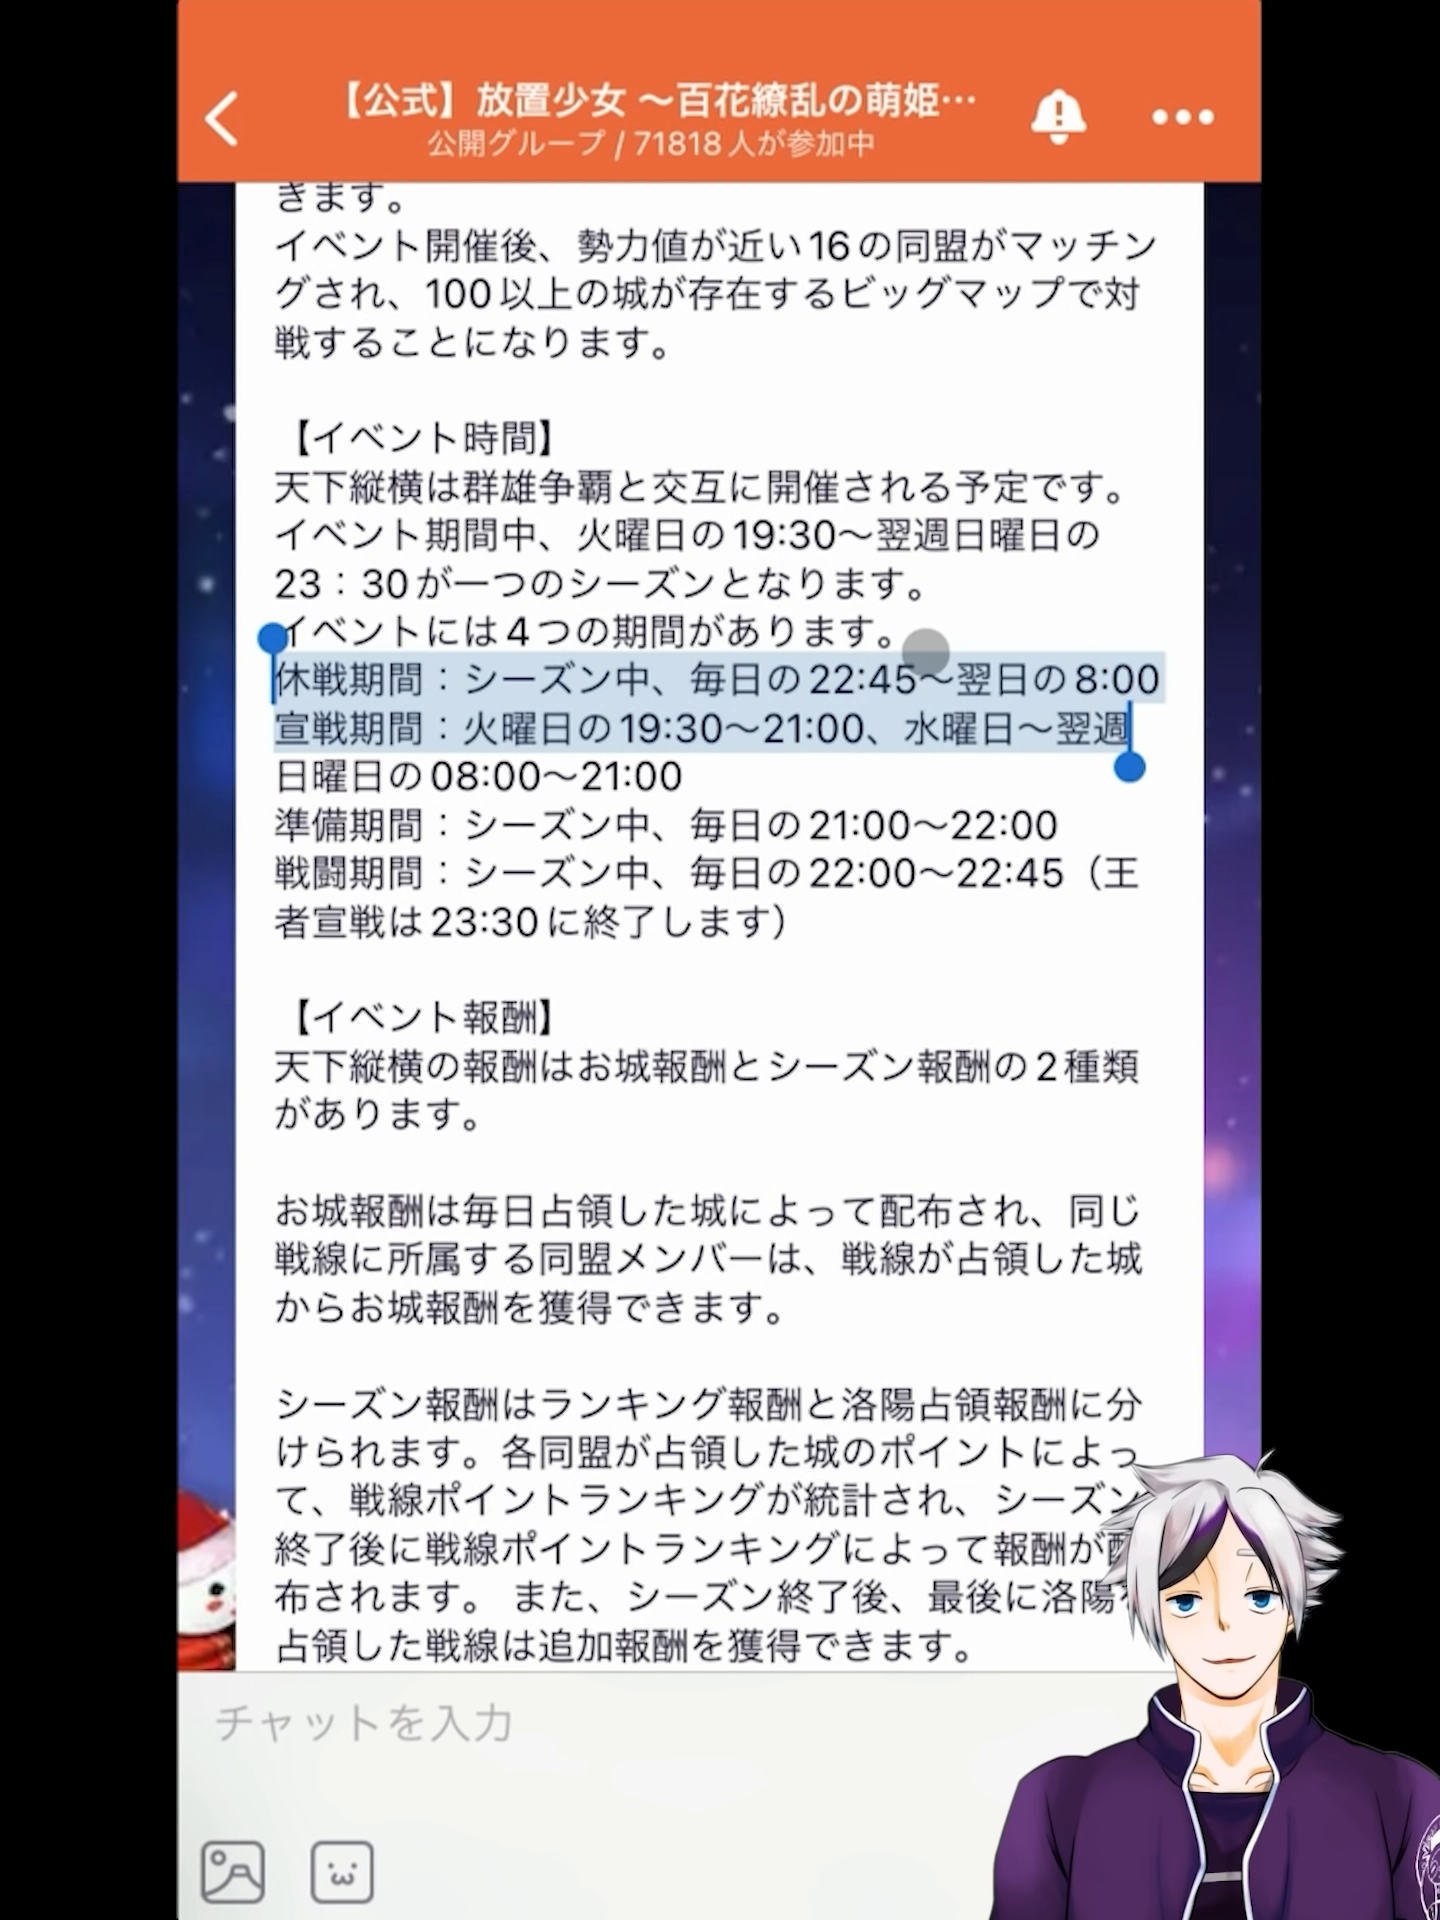 【公式】放置少女 〜百花繚乱の萌姫…
公開グループ / 71818 人が参加中
きます。
イベント開催後、勢力値が近い16の同盟がマッチン
グされ、100以上の城が存在するビッグマップで対
戦することになります。
【イベント時間】
天下縦横は群雄争覇と交互に開催される予定です。
イベント期間中、火曜日の19:30〜翌週日曜日の
23：30が一つのシーズンとなります。
イベントには4つの期間があります。
休戦期間：シーズン中、毎日の22:45〜翌日の8:00
宣戦期間：火曜日の19:30〜21:00、水曜日〜翌週
日曜日の08:00〜21:00
準備期間：シーズン中、毎日の21:00〜22:00
戦闘期間：シーズン中、毎日の22:00〜22:45（王
者宣戦は23:30に終了します）
【イベント報酬】
天下縦横の報酬はお城報酬とシーズン報酬の2種類
があります。
お城報酬は毎日占領した城によって配布され、同じ
戦線に所属する同盟メンバーは、戦線が占領した城
からお城報酬を獲得できます。
シーズン報酬はランキング報酬と洛陽占領報酬に分
けられます。各同盟が占領した城のポイントによっ
て、戦線ポイントランキングが統計され、シーズン
終了後に戦線ポイントランキングによって報酬が配
布されます。 また、シーズン終了後、最後に洛陽を
占領した戦線は追加報酬を獲得できます。
チャットを入力